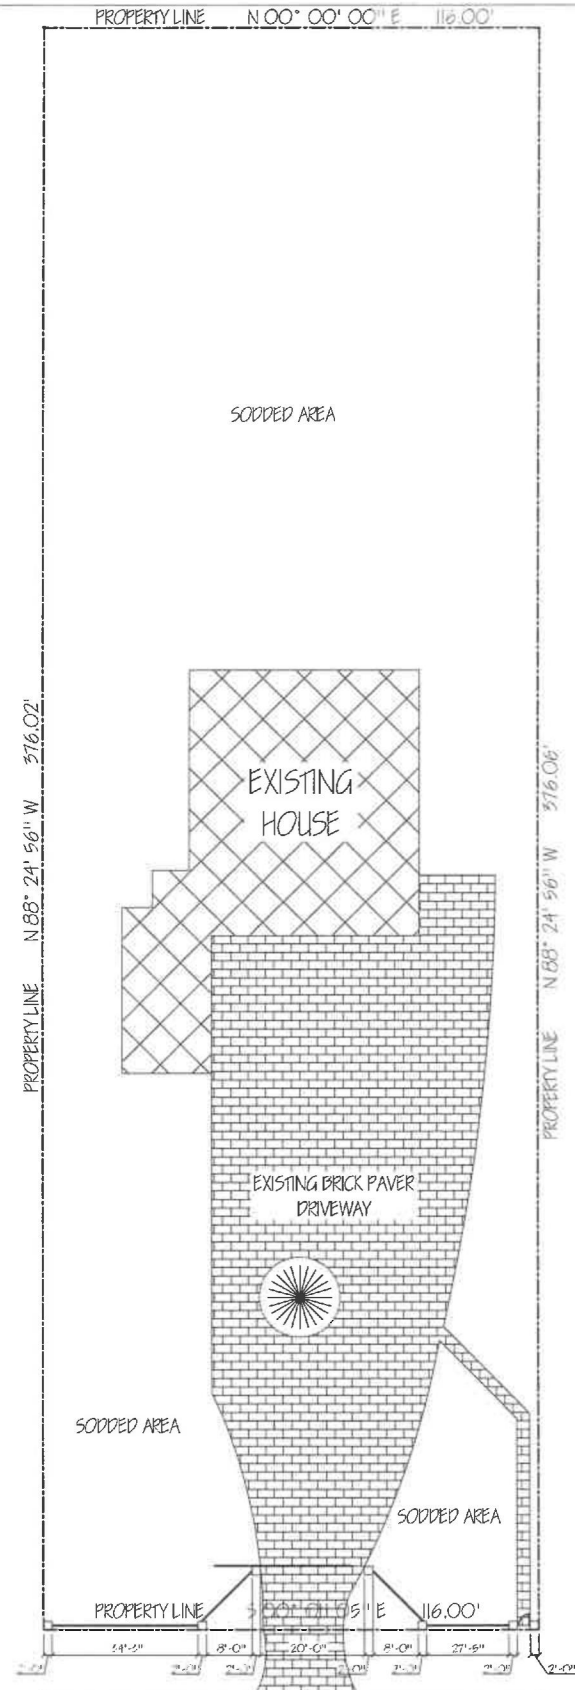 PROPERTY LINE N 00° 00' 00" E 116.00'
SODDED AREA
PROPERTY LINE N 88° 24' 56" W 376.02'
EXISTING
HOUSE
PROPERTY LINE N 88° 24' 56" W 376.06'
EXISTING BRICK PAVER
DRIVEWAY
SODDED AREA
SODDED AREA
PROPERTY LINE E 116.00'
8'-0" 20'-0" 8'-0"
2'-0"